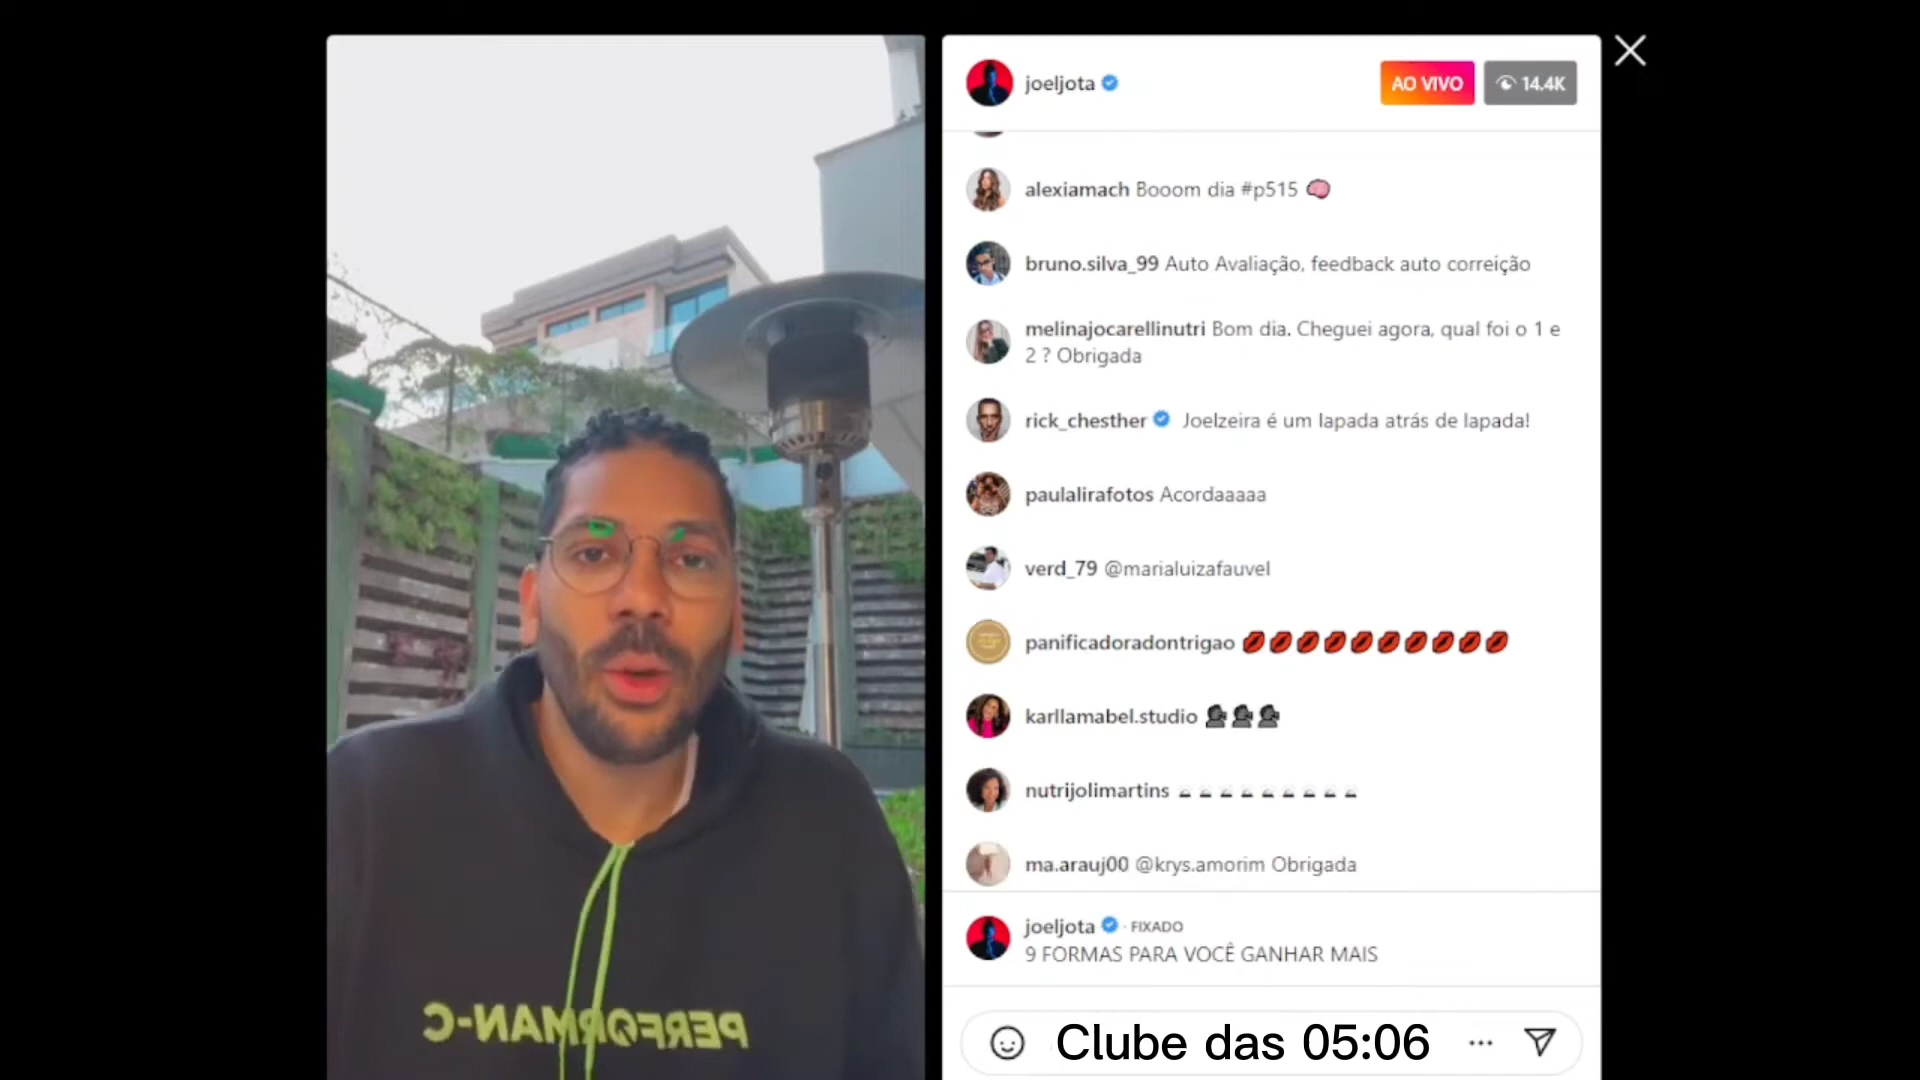 joeljota
AO VIVO
14.4K
alexiamach Booom dia #p515
bruno.silva_99 Auto Avaliação, feedback auto correição
melinajocarellinutri Bom dia. Cheguei agora, qual foi o 1 e
2 ? Obrigada
rick_chesther Joelzeira é um lapada atrás de lapada!
paulalirafotos Acordaaaaa
verd_79 @marialuizafauvel
panificadoradontrigao 💋💋💋💋💋💋💋💋💋💋
karllamabel.studio 🗣🗣🗣
nutrijolimartins
ma.arauj00 @krys.amorim Obrigada
joeljota · FIXADO
9 FORMAS PARA VOCÊ GANHAR MAIS
Clube das 05:06
PERFORMAN-C